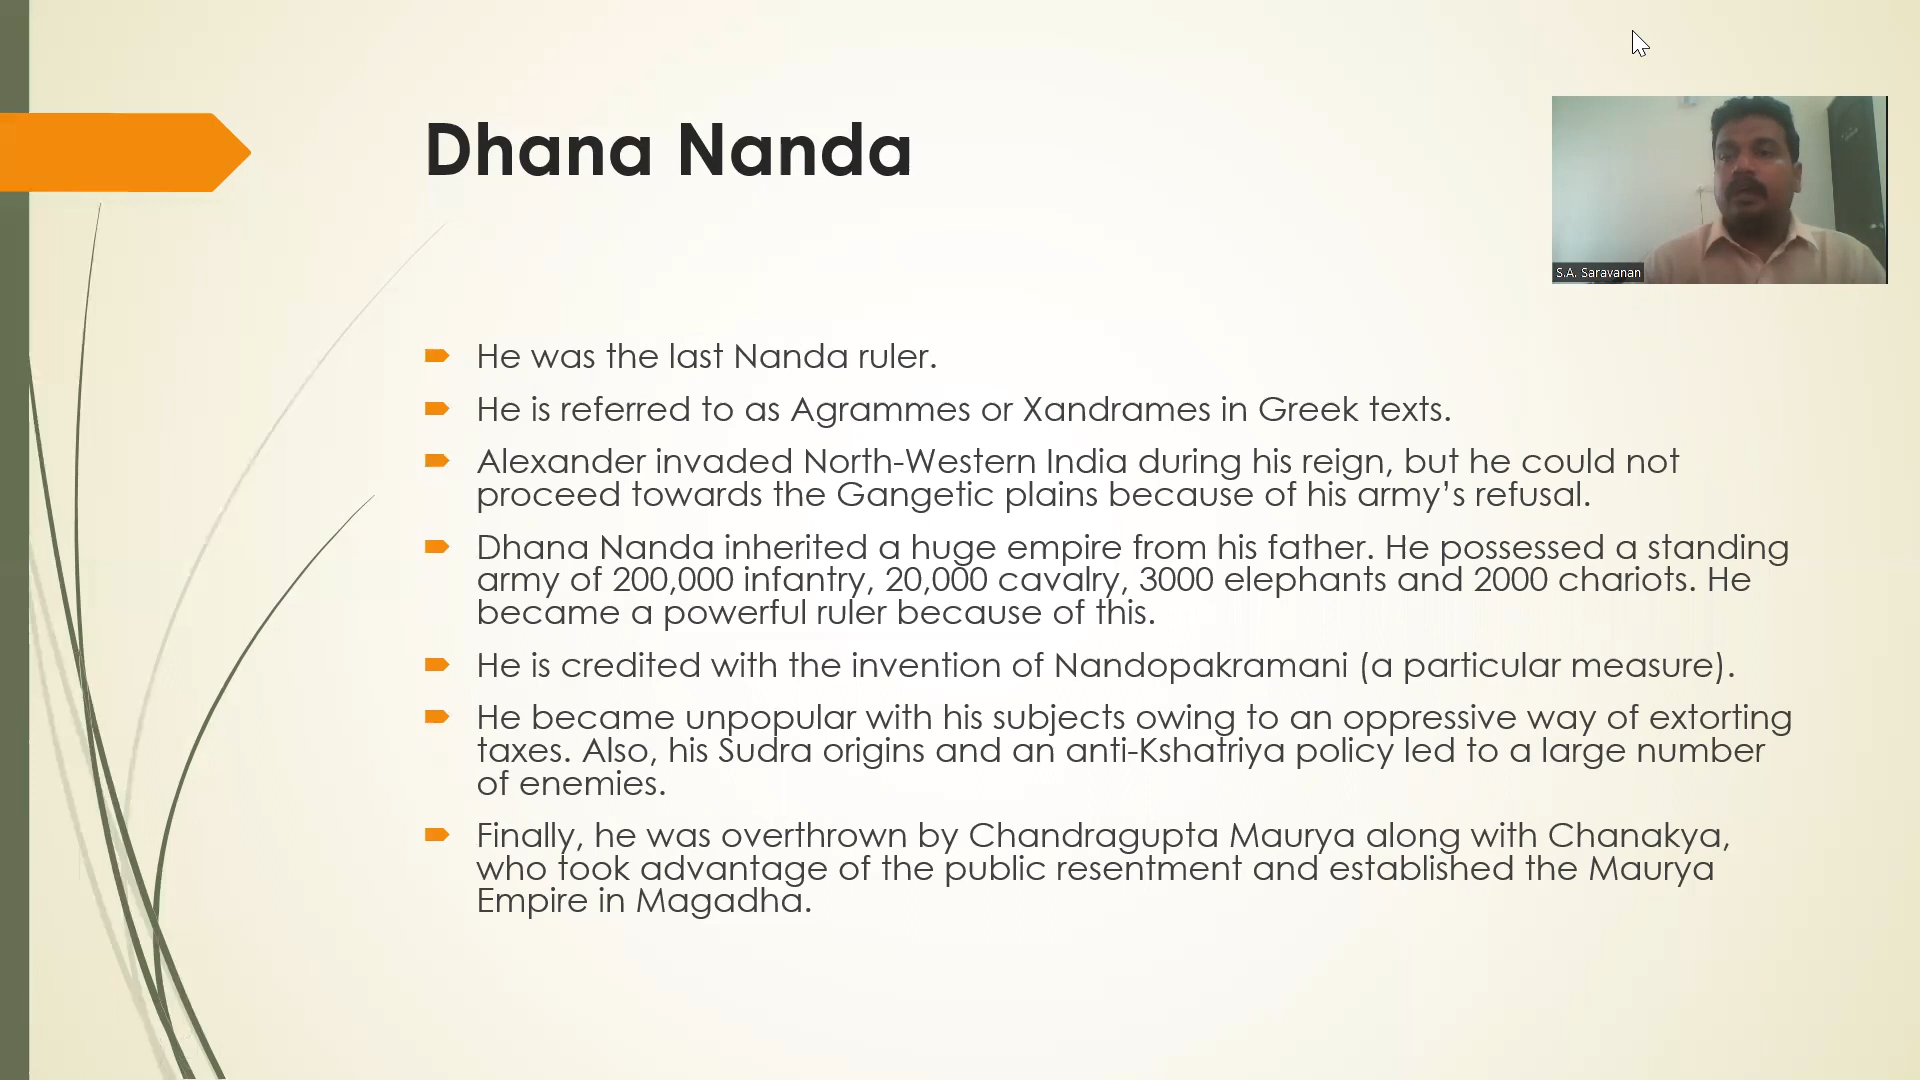 Dhana Nanda
S.A. Saravanan
He was the last Nanda ruler.
He is referred to as Agrammes or Xandrames in Greek texts.
Alexander invaded North-Western India during his reign, but he could not
proceed towards the Gangetic plains because of his army’s refusal.
Dhana Nanda inherited a huge empire from his father. He possessed a standing
army of 200,000 infantry, 20,000 cavalry, 3000 elephants and 2000 chariots. He
became a powerful ruler because of this.
He is credited with the invention of Nandopakramani (a particular measure).
He became unpopular with his subjects owing to an oppressive way of extorting
taxes. Also, his Sudra origins and an anti-Kshatriya policy led to a large number
of enemies.
Finally, he was overthrown by Chandragupta Maurya along with Chanakya,
who took advantage of the public resentment and established the Maurya
Empire in Magadha.